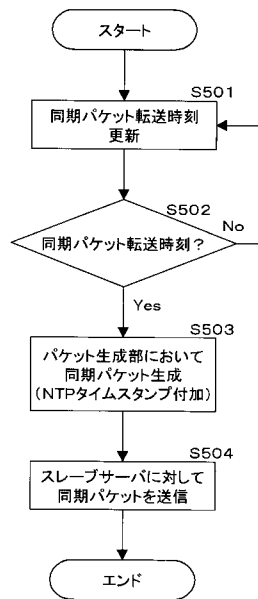 スタート
S501
同期パケット転送時刻
更新
S502
同期パケット転送時刻？
No
Yes
S503
パケット生成部において
同期パケット生成
(NTPタイムスタンプ付加)
S504
スレーブサーバに対して
同期パケットを送信
エンド